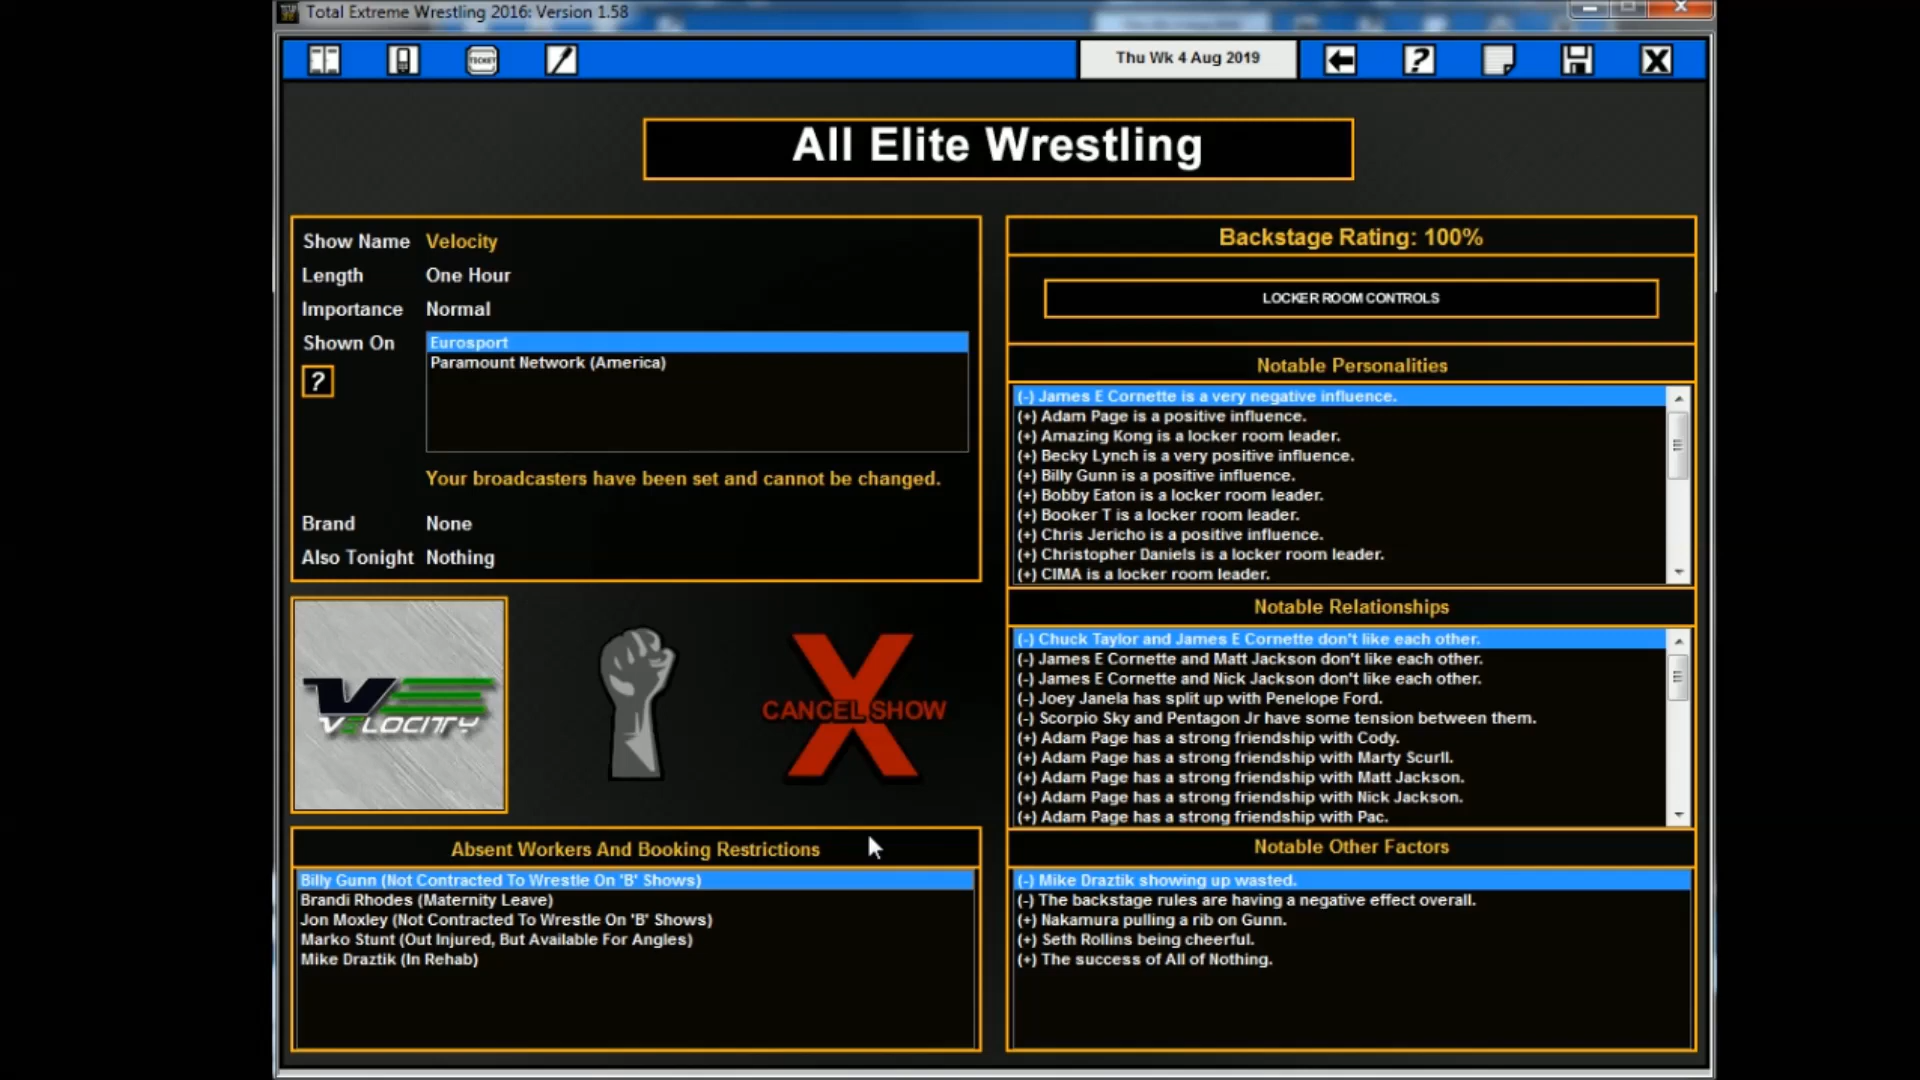 Total Extreme Wrestling 2016: Version 1.58
TICKET
Thu Wk 4 Aug 2019
?
X
All Elite Wrestling
Show Name Velocity
Length One Hour
Importance Normal
Shown On Eurosport
Paramount Network (America)
?
Your broadcasters have been set and cannot be changed.
Brand None
Also Tonight Nothing
VELOCITY
CANCEL SHOW
Absent Workers And Booking Restrictions
Billy Gunn (Not Contracted To Wrestle On 'B' Shows)
Brandi Rhodes (Maternity Leave)
Jon Moxley (Not Contracted To Wrestle On 'B' Shows)
Marko Stunt (Out Injured, But Available For Angles)
Mike Draztik (In Rehab)
Backstage Rating: 100%
LOCKER ROOM CONTROLS
Notable Personalities
(-) James E Cornette is a very negative influence.
(+) Adam Page is a positive influence.
(+) Amazing Kong is a locker room leader.
(+) Becky Lynch is a very positive influence.
(+) Billy Gunn is a positive influence.
(+) Bobby Eaton is a locker room leader.
(+) Booker T is a locker room leader.
(+) Chris Jericho is a positive influence.
(+) Christopher Daniels is a locker room leader.
(+) CIMA is a locker room leader.
Notable Relationships
(-) Chuck Taylor and James E Cornette don't like each other.
(-) James E Cornette and Matt Jackson don't like each other.
(-) James E Cornette and Nick Jackson don't like each other.
(-) Joey Janela has split up with Penelope Ford.
(-) Scorpio Sky and Pentagon Jr have some tension between them.
(+) Adam Page has a strong friendship with Cody.
(+) Adam Page has a strong friendship with Marty Scurll.
(+) Adam Page has a strong friendship with Matt Jackson.
(+) Adam Page has a strong friendship with Nick Jackson.
(+) Adam Page has a strong friendship with Pac.
Notable Other Factors
(-) Mike Draztik showing up wasted.
(-) The backstage rules are having a negative effect overall.
(+) Nakamura pulling a rib on Gunn.
(+) Seth Rollins being cheerful.
(+) The success of All of Nothing.